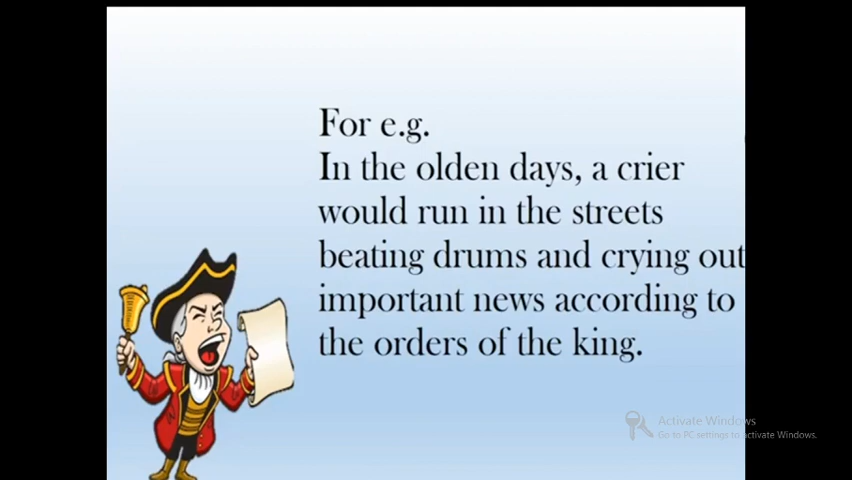 For e.g.
In the olden days, a crier
would run in the streets
beating drums and crying out
important news according to
the orders of the king.
Activate Windows
Go to PC settings to activate Windows.